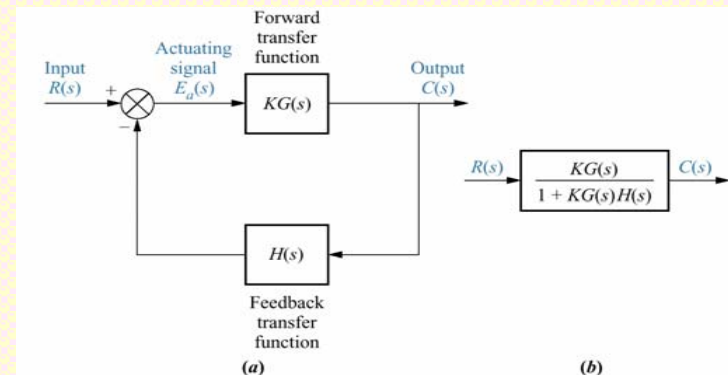 Forward
transfer
function
Actuating
signal
E_a(s)
Input
R(s)
+
−
KG(s)
Output
C(s)
H(s)
Feedback
transfer
function
(a)
R(s)
KG(s)
1 + KG(s)H(s)
C(s)
(b)